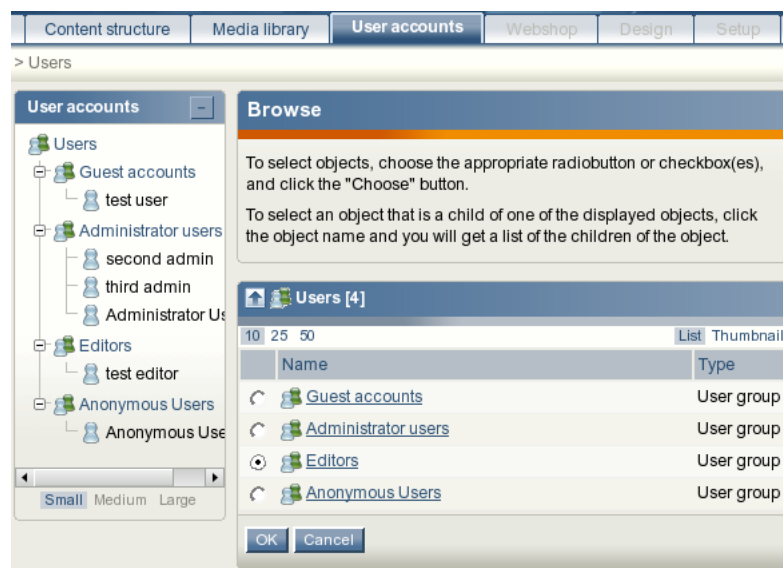 Content structure Media library User accounts Webshop Design Setup
> Users
User accounts -
Users
Guest accounts
test user
Administrator users
second admin
third admin
Administrator Us
Editors
test editor
Anonymous Users
Anonymous Use
Small Medium Large
Browse
To select objects, choose the appropriate radiobutton or checkbox(es),
and click the "Choose" button.
To select an object that is a child of one of the displayed objects, click
the object name and you will get a list of the children of the object.
Users [4]
10 25 50 List Thumbnail
Name Type
Guest accounts User group
Administrator users User group
Editors User group
Anonymous Users User group
OK Cancel